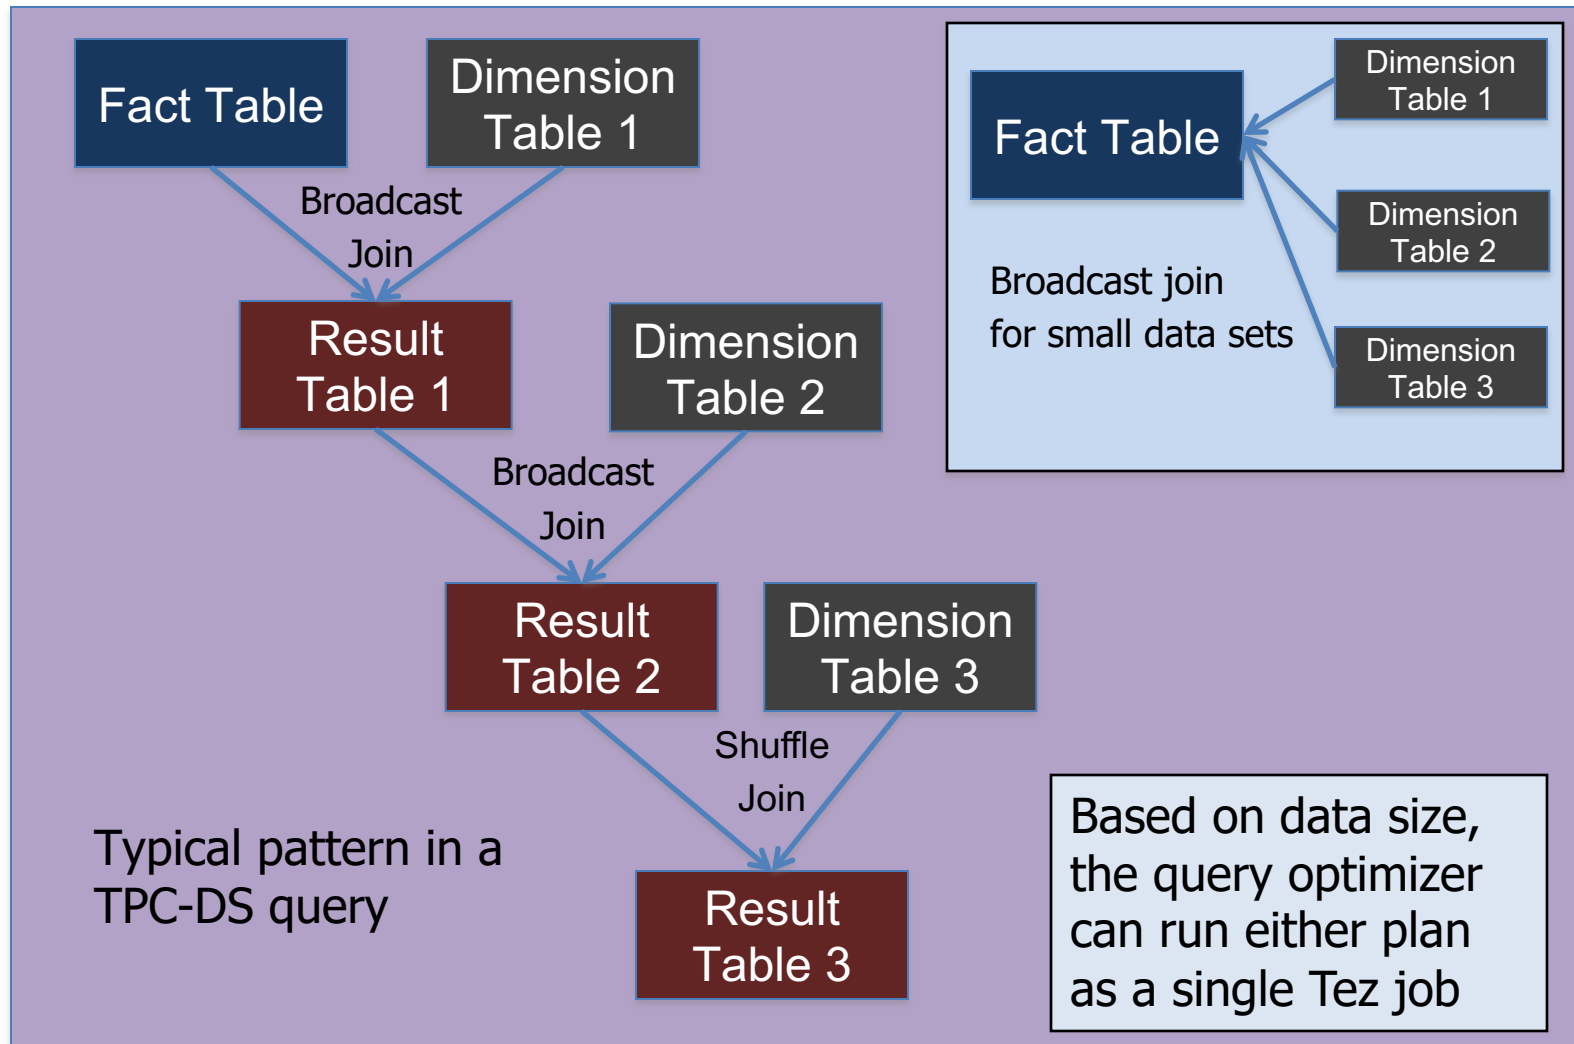 Fact Table
Dimension
Table 1
Broadcast
Join
Result
Table 1
Dimension
Table 2
Broadcast
Join
Result
Table 2
Dimension
Table 3
Shuffle
Join
Result
Table 3
Typical pattern in a
TPC-DS query
Fact Table
Dimension
Table 1
Dimension
Table 2
Dimension
Table 3
Broadcast join
for small data sets
Based on data size,
the query optimizer
can run either plan
as a single Tez job